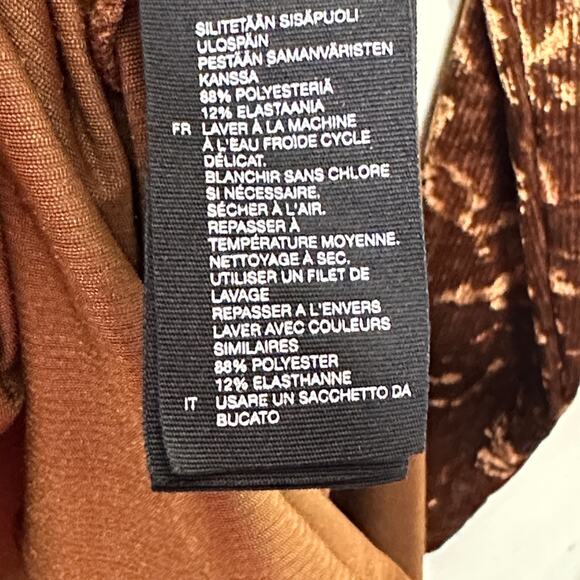 SILITETÄÄN SISÄPUOLI
ULOSPÄIN
PESTÄÄN SAMANVÄRISTEN
KANSSA
88% POLYESTERIÄ
12% ELASTAANIA
FR LAVER À LA MACHINE
À L'EAU FROIDE CYCLE
DÉLICAT.
BLANCHIR SANS CHLORE
SI NÉCESSAIRE.
SÉCHER À L'AIR.
REPASSER À
TEMPÉRATURE MOYENNE.
NETTOYAGE À SEC.
UTILISER UN FILET DE
LAVAGE
REPASSER À L'ENVERS
LAVER AVEC COULEURS
SIMILAIRES
88% POLYESTER
12% ELASTHANNE
IT USARE UN SACCHETTO DA
BUCATO